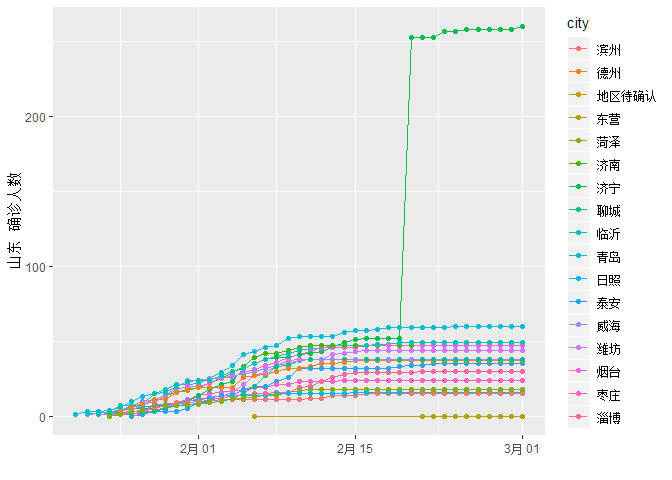 city
滨州
德州
地区待确认
东营
菏泽
济南
济宁
聊城
临沂
青岛
日照
泰安
威海
潍坊
烟台
枣庄
淄博
山东 确诊人数
200
100
0
2月 01
2月 15
3月 01